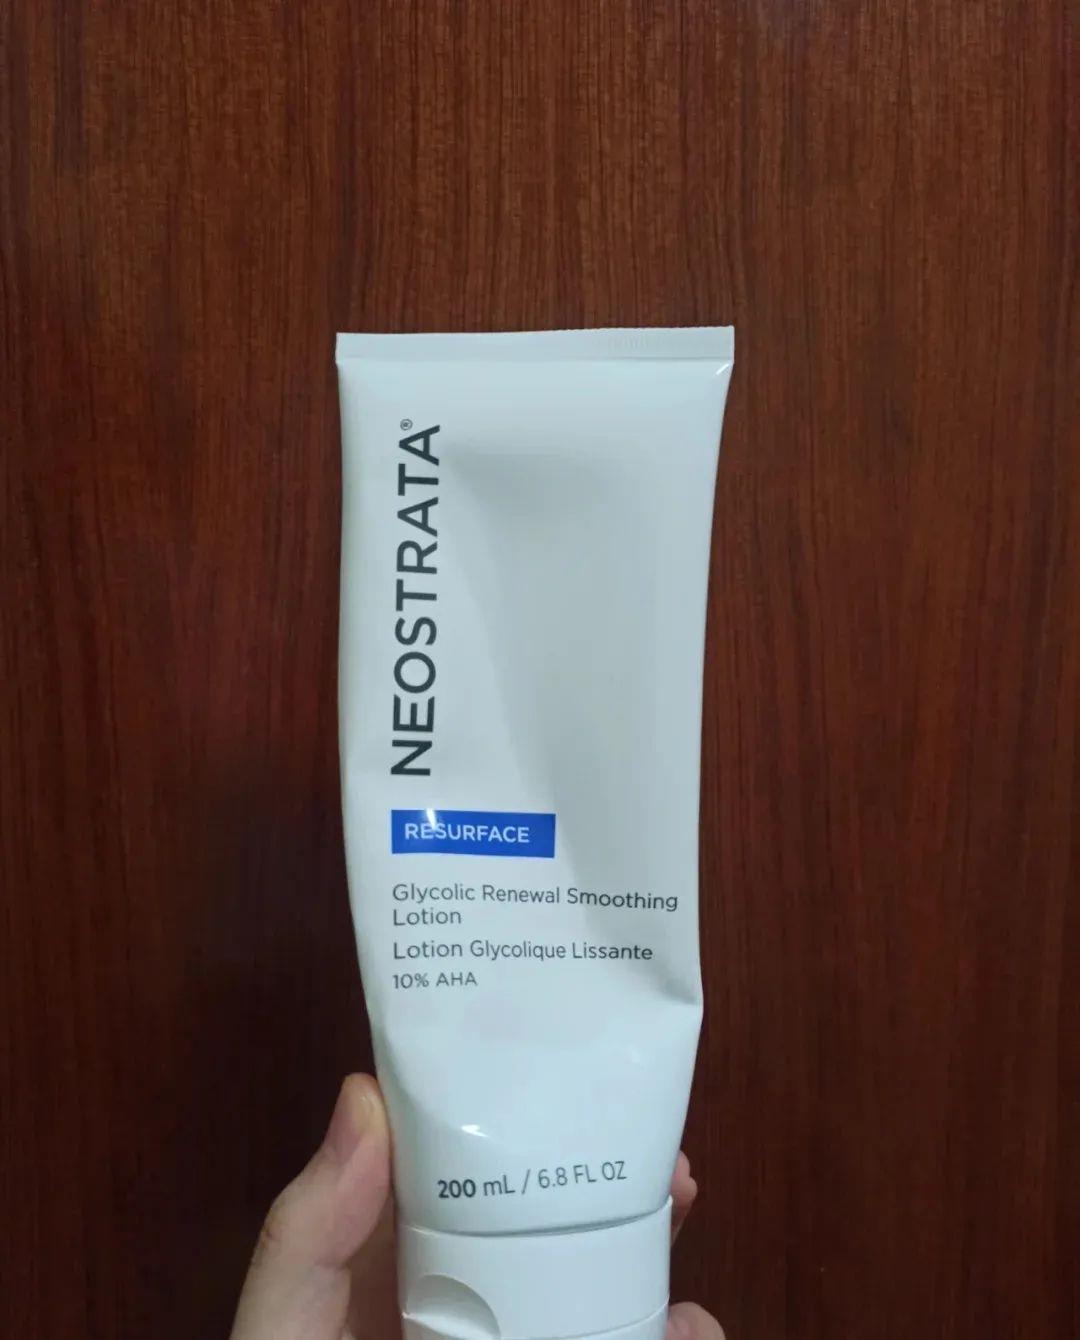 NEOSTRATA®
RESURFACE
Glycolic Renewal Smoothing
Lotion
Lotion Glycolique Lissante
10% AHA
200 mL / 6.8 FL OZ